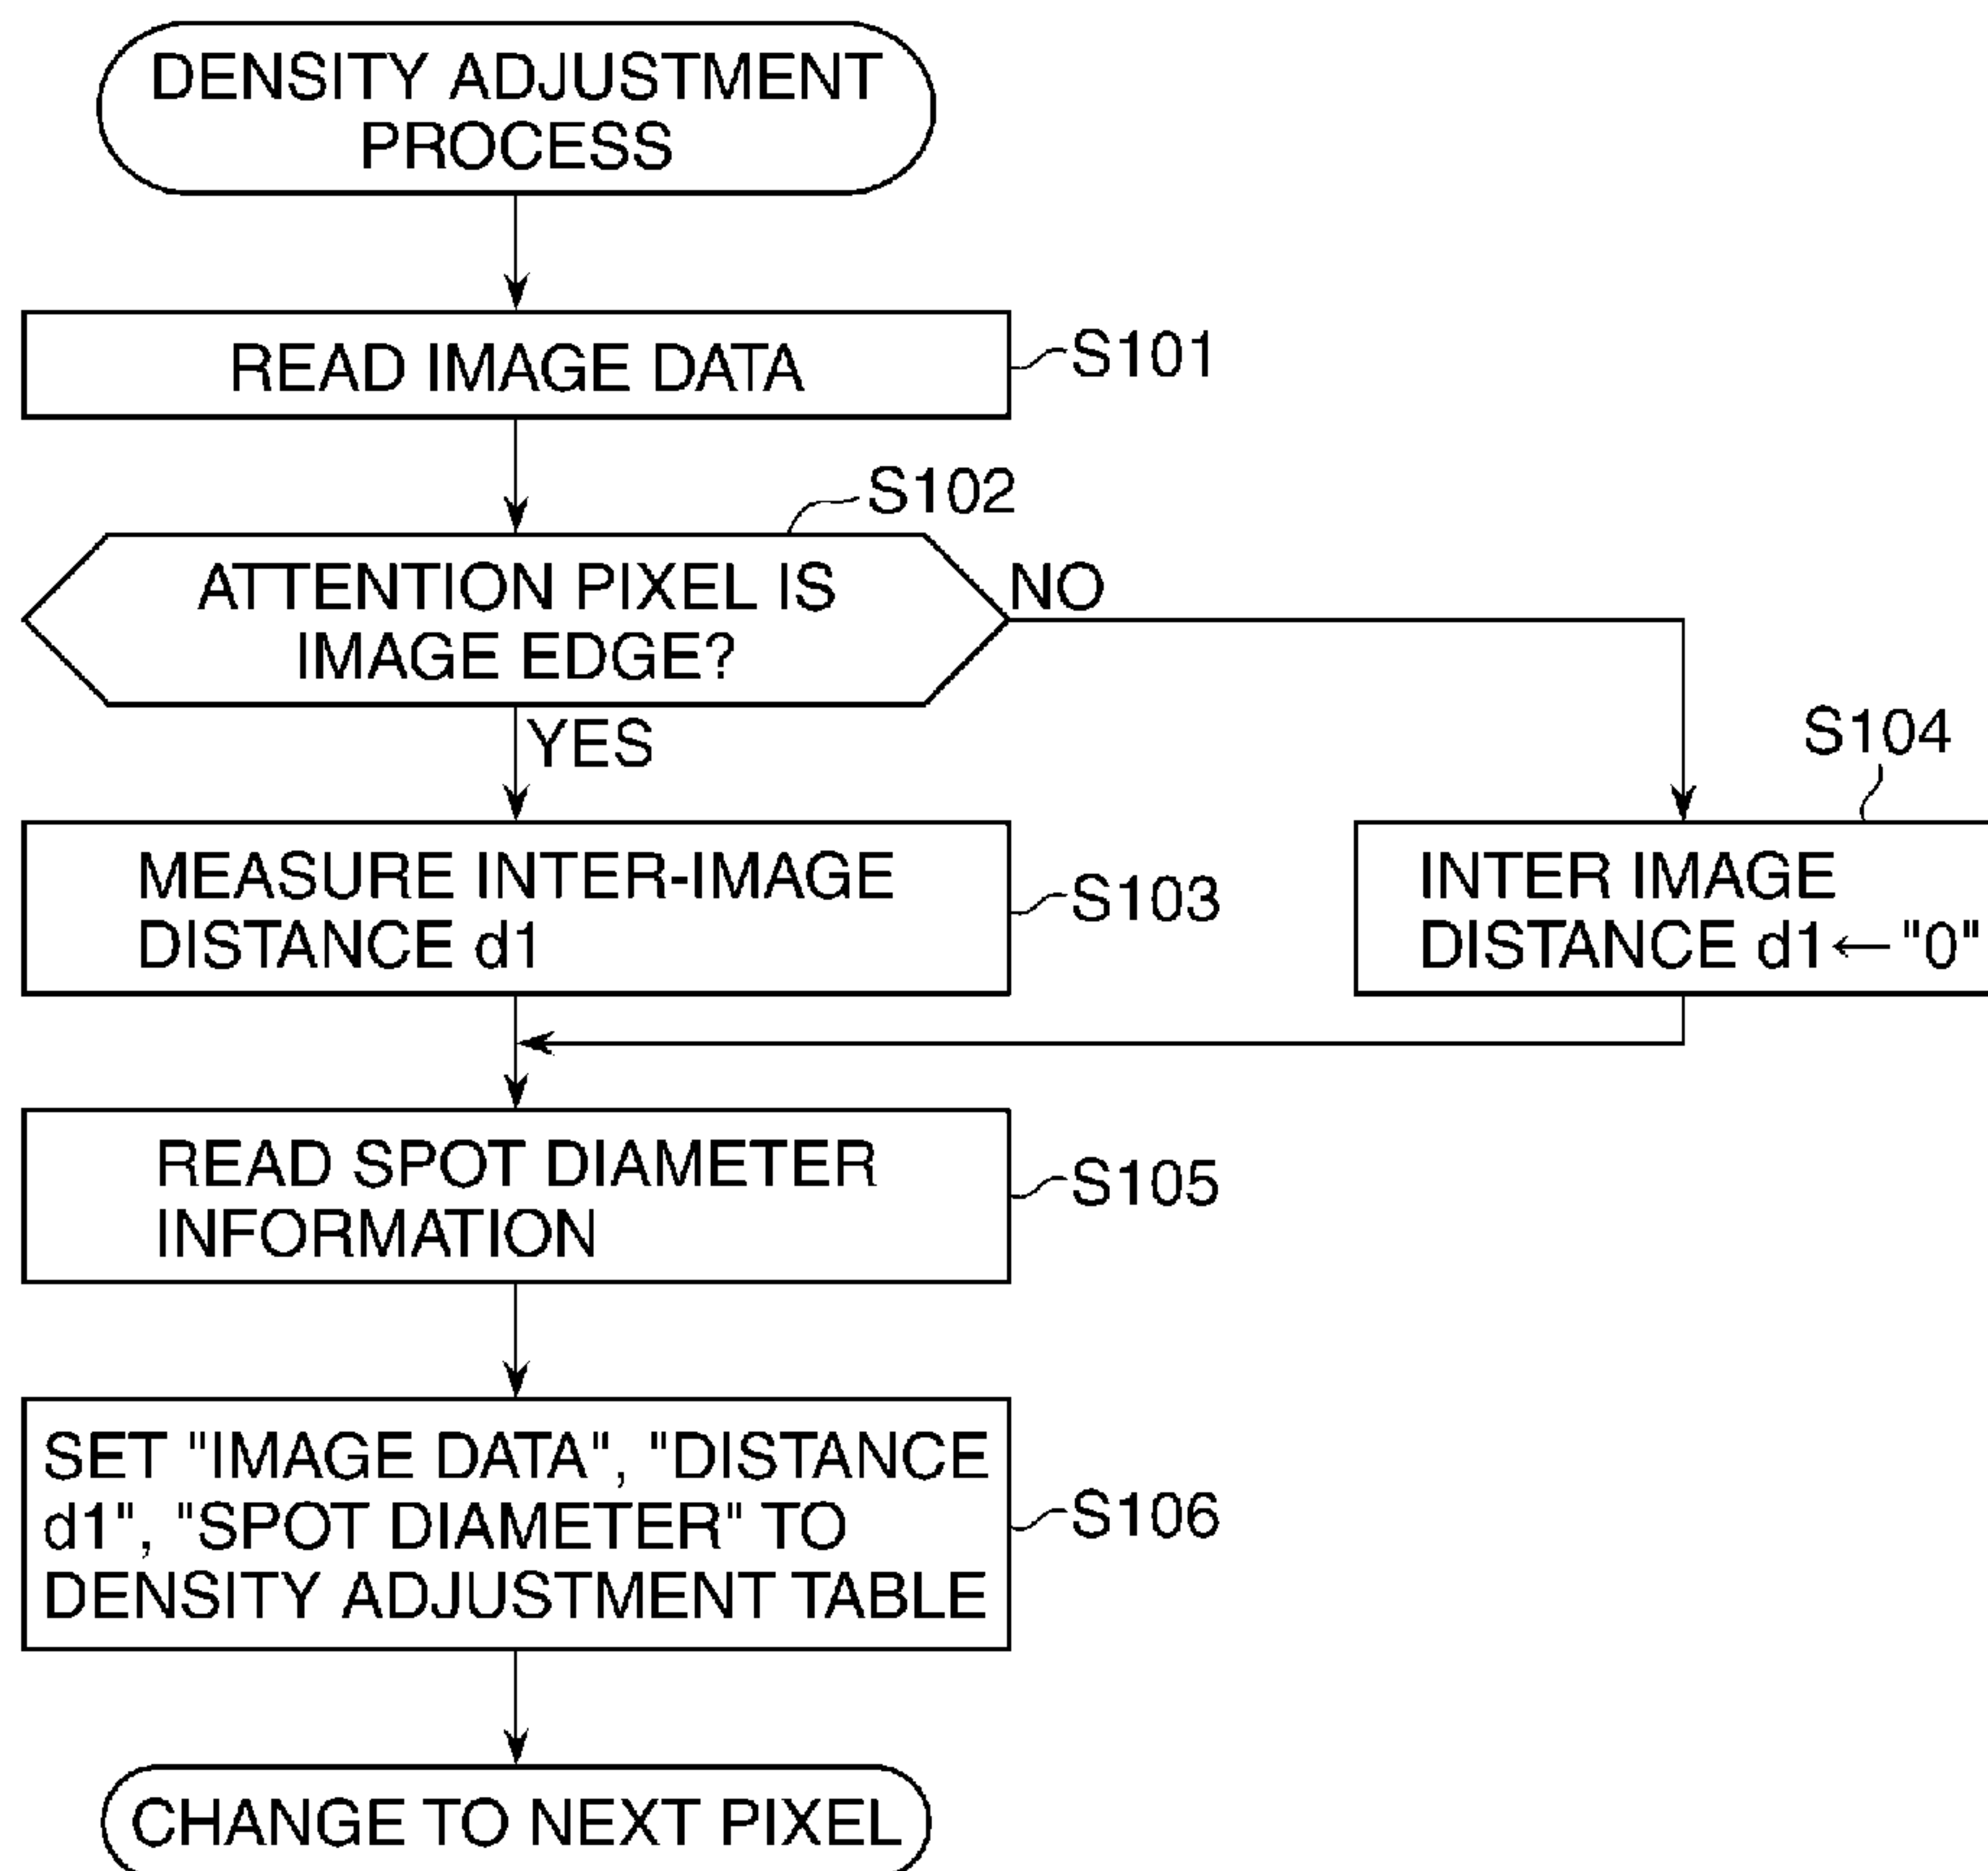 DENSITY ADJUSTMENT
PROCESS
READ IMAGE DATA
S101
S102
ATTENTION PIXEL IS
IMAGE EDGE?
NO
YES
S104
MEASURE INTER-IMAGE
DISTANCE d1
S103
INTER IMAGE
DISTANCE d1← "0"
READ SPOT DIAMETER
INFORMATION
S105
SET "IMAGE DATA", "DISTANCE
d1", "SPOT DIAMETER" TO
DENSITY ADJUSTMENT TABLE
S106
CHANGE TO NEXT PIXEL